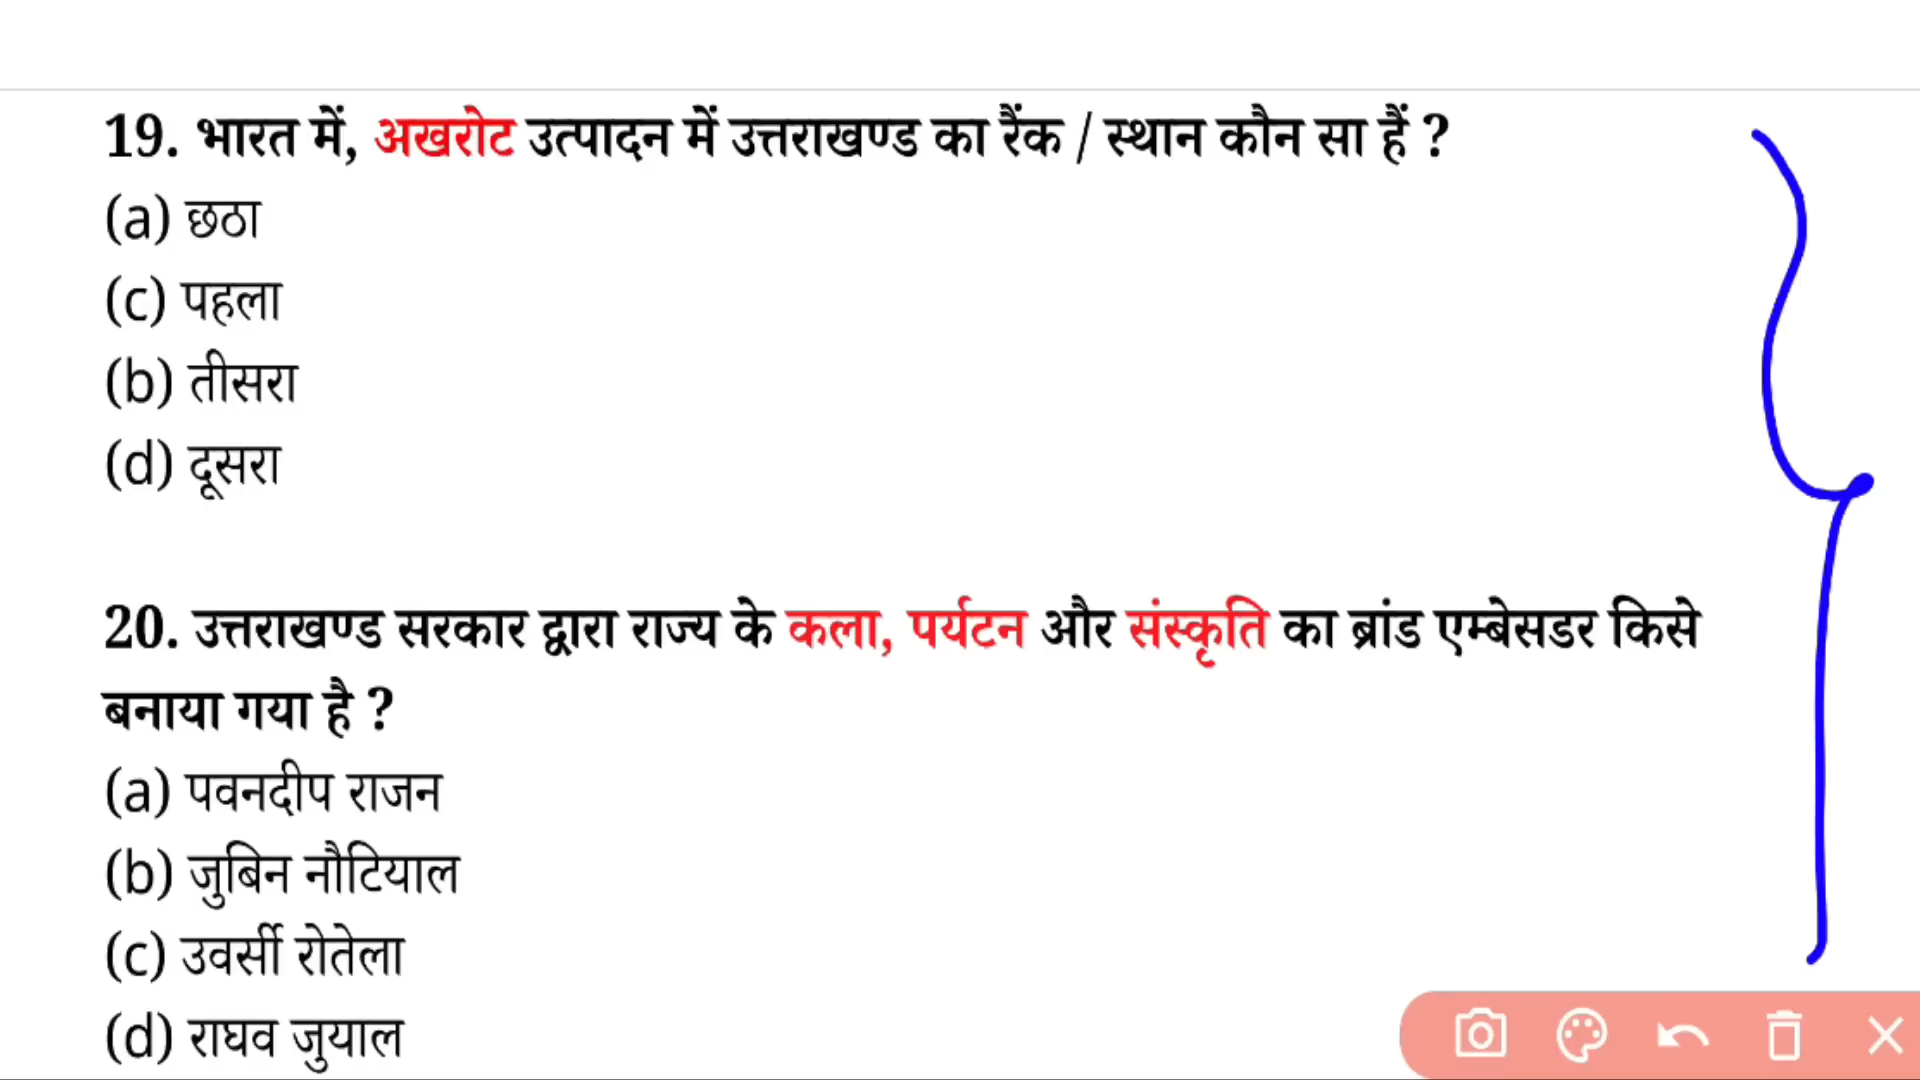 19. भारत में, अखरोट उत्पादन में उत्तराखण्ड का रैंक / स्थान कौन सा हैं ?
(a) छठा
(c) पहला
(b) तीसरा
(d) दूसरा
20. उत्तराखण्ड सरकार द्वारा राज्य के कला, पर्यटन और संस्कृति का ब्रांड एम्बेसडर किसे
बनाया गया है ?
(a) पवनदीप राजन
(b) जुबिन नौटियाल
(c) उवर्सी रोतेला
(d) राघव जुयाल